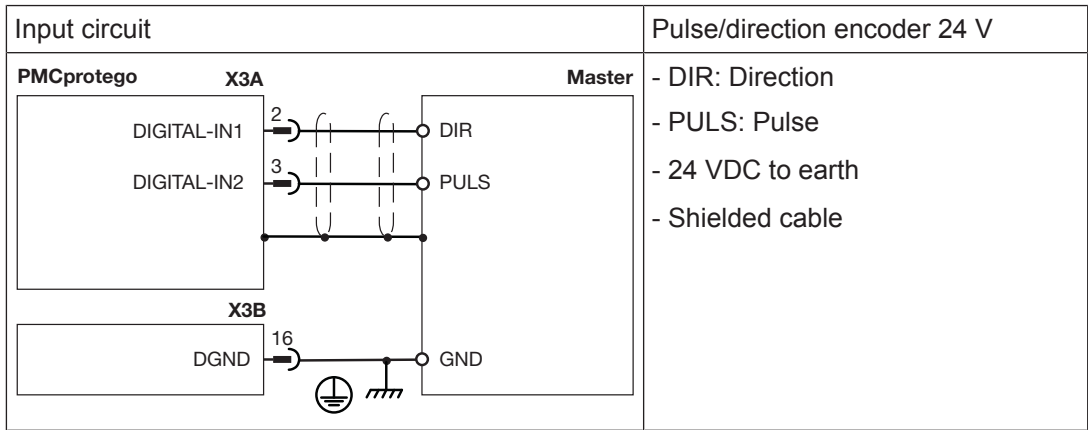 Input circuit
Pulse/direction encoder 24 V
PMCprotego X3A Master
2
DIGITAL-IN1 DIR
3
DIGITAL-IN2 PULS
X3B
16
DGND GND
- DIR: Direction
- PULS: Pulse
- 24 VDC to earth
- Shielded cable